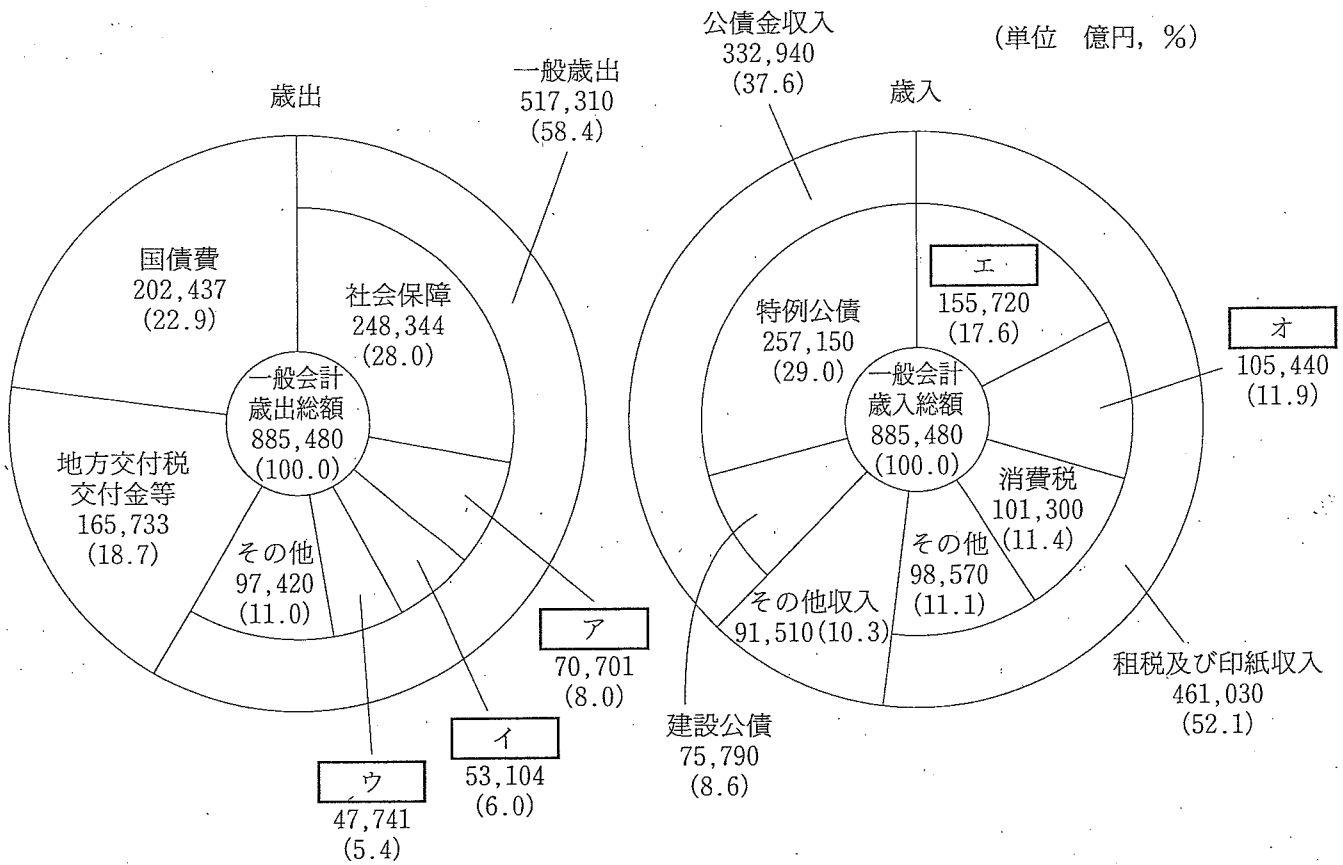 (単位 億円, %)
歳出
一般歳出
517,310
(58.4)
国債費
202,437
(22.9)
社会保障
248,344
(28.0)
一般会計
歳出総額
885,480
(100.0)
地方交付税
交付金等
165,733
(18.7)
その他
97,420
(11.0)
ア
70,701
(8.0)
イ
53,104
(6.0)
ウ
47,741
(5.4)
歳入
公債金収入
332,940
(37.6)
特例公債
257,150
(29.0)
エ
155,720
(17.6)
オ
105,440
(11.9)
一般会計
歳入総額
885,480
(100.0)
消費税
101,300
(11.4)
その他
98,570
(11.1)
その他収入
91,510(10.3)
建設公債
75,790
(8.6)
租税及び印紙収入
461,030
(52.1)